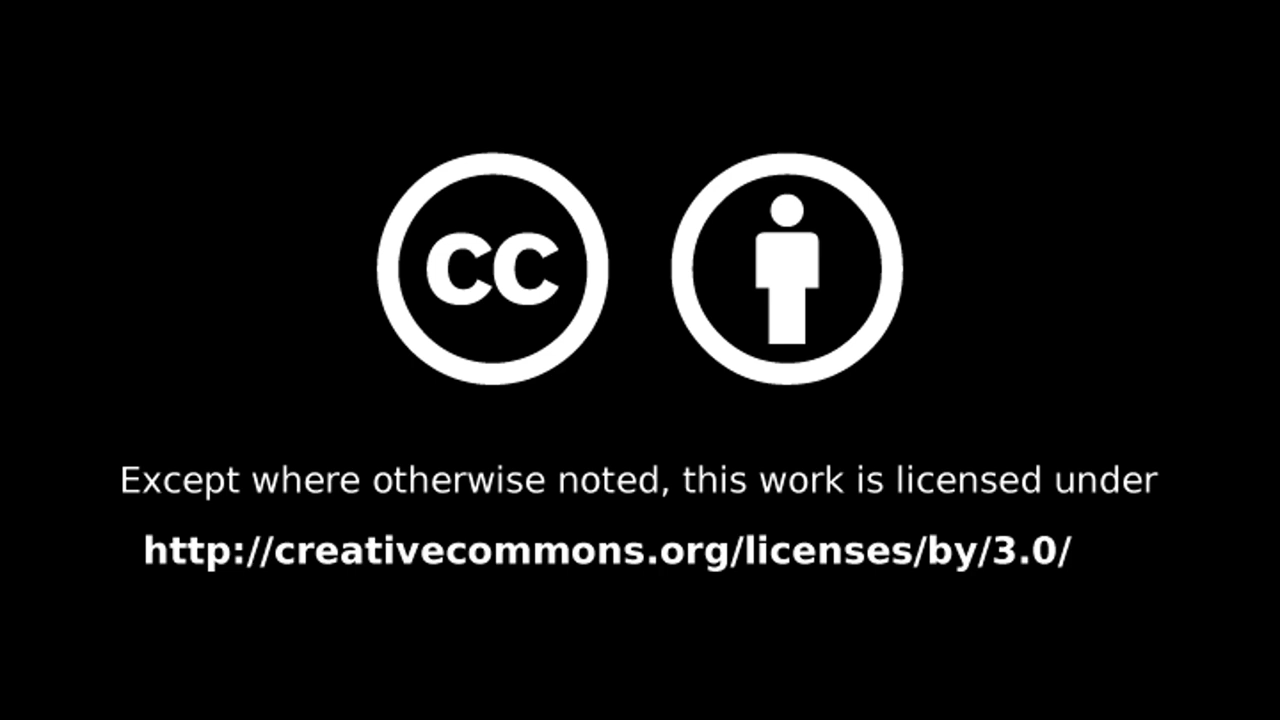 cc
Except where otherwise noted, this work is licensed under
http://creativecommons.org/licenses/by/3.0/